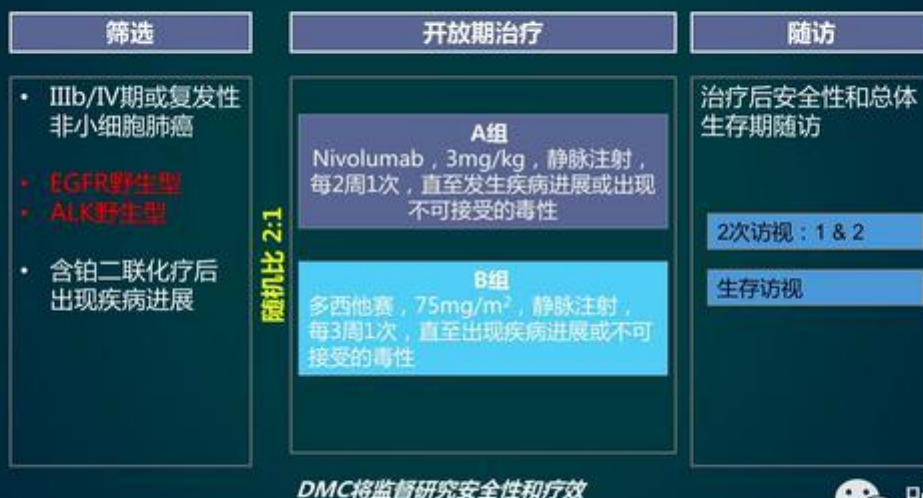 筛选
开放期治疗
随访
• IIIb/IV期或复发性
非小细胞肺癌
• EGFR野生型
• ALK野生型
• 含铂二联化疗后
出现疾病进展
随机比 2:1
A组
Nivolumab，3mg/kg，静脉注射，
每2周1次，直至发生疾病进展或出现
不可接受的毒性
B组
多西他赛，75mg/m²，静脉注射，
每3周1次，直至出现疾病进展或不可
接受的毒性
治疗后安全性和总体
生存期随访
2次访视：1 & 2
生存访视
DMC将监督研究安全性和疗效